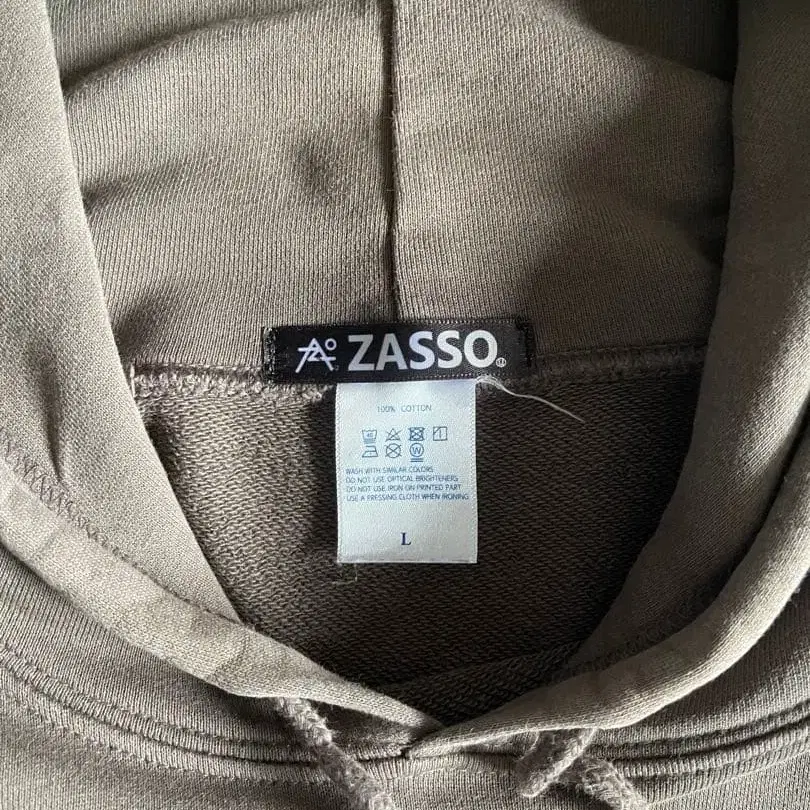 ZASSO
100% COTTON
WASH WITH SIMILAR COLORS
DO NOT USE OPTICAL BRIGHTENERS
DO NOT USE IRON ON PRINTED PART
USE A PRESSING CLOTH WHEN IRONING
L